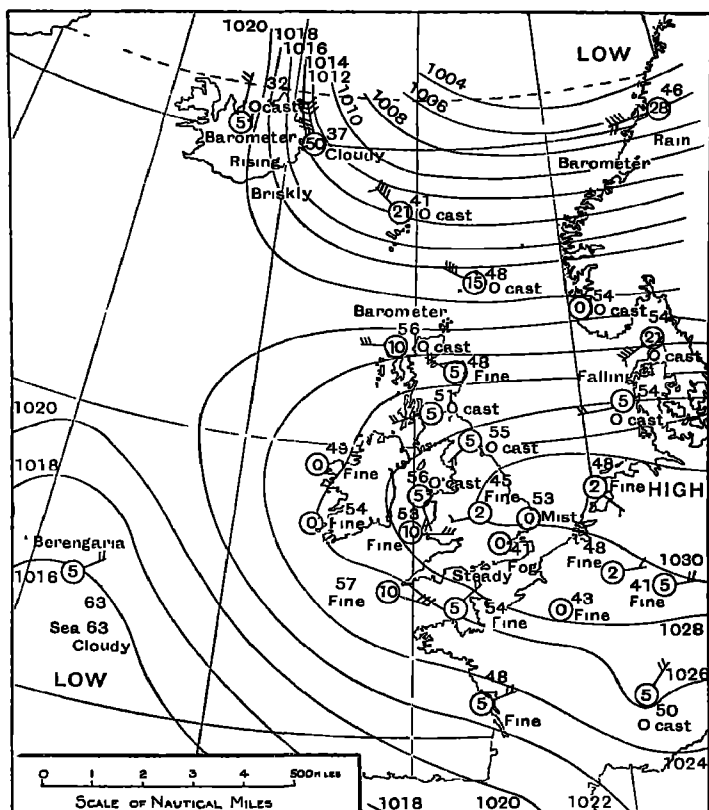 1020
1018
1016
1014
1012
1010
1008
1006
1004
LOW
32
O cast
51
Barometer
Rising
Briskly
37
50
Cloudy
46
28
Rain
Barometer
41
21
O cast
48
15
O cast
54
0
O cast
54
21
O cast
Barometer
56
10
O cast
48
5
Fine
Falling
54
5
O cast
51
5
O cast
55
5
O cast
49
0
Fine
56
O cast
5
45
Fine
2
53
0
Mist
48
2
Fine
HIGH
54
0
Fine
53
10
Fine
0
41
Fog
Steady
48
Fine
2
1030
41
5
Fine
1028
57
Fine
10
5
54
Fine
43
0
Fine
1020
1018
Berengaria
1016
5
63
Sea 63
Cloudy
LOW
48
5
Fine
1026
5
50
O cast
1024
0 2 4 500 MILES
SCALE OF NAUTICAL MILES
1018
1020
1022